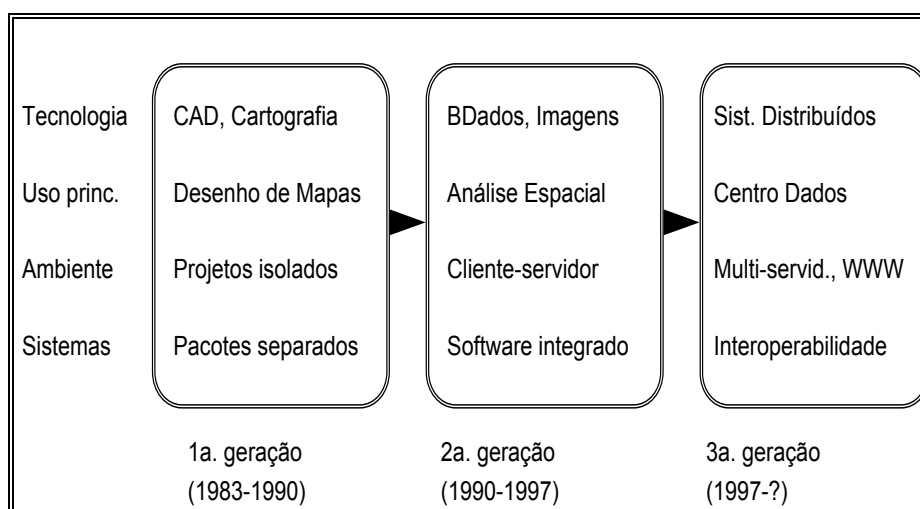 Tecnologia CAD, Cartografia BDados, Imagens Sist. Distribuídos
Uso princ. Desenho de Mapas Análise Espacial Centro Dados
Ambiente Projetos isolados Cliente-servidor Multi-servid., WWW
Sistemas Pacotes separados Software integrado Interoperabilidade
1a. geração 2a. geração 3a. geração
(1983-1990) (1990-1997) (1997-?)